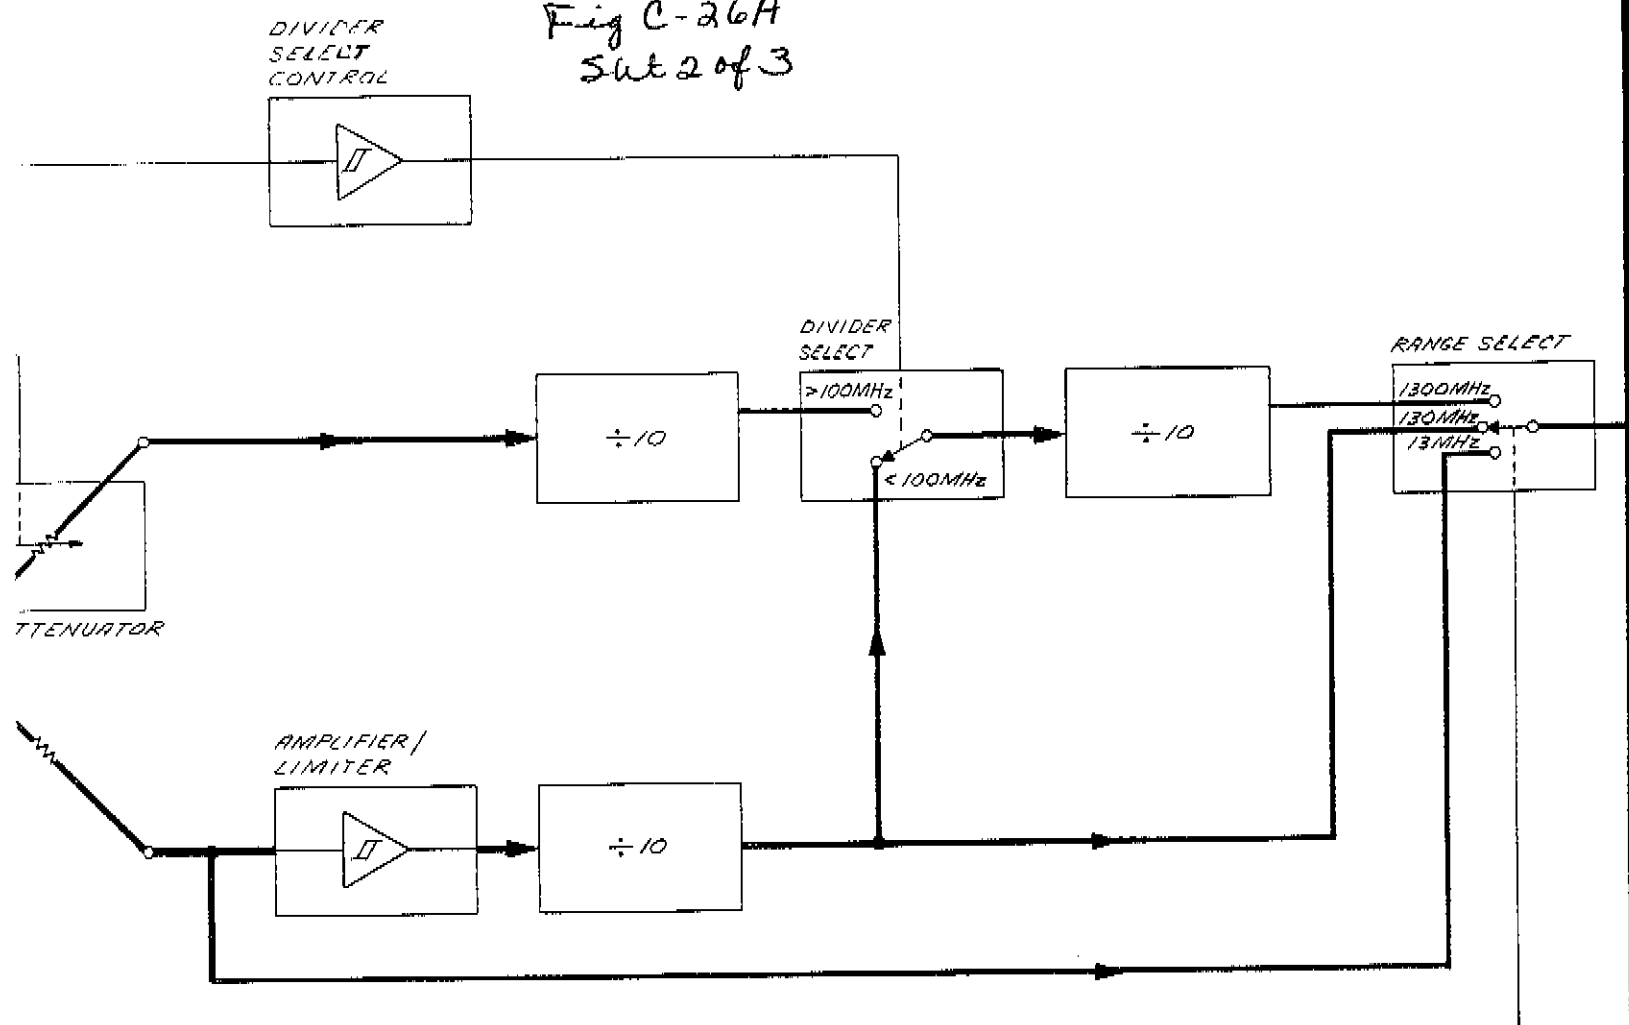 Fig C-26A
Sht 2 of 3
DIVIDER
SELECT
CONTROL
DIVIDER
SELECT
>100MHz
<100MHz
÷10
÷10
RANGE SELECT
1300MHz
130MHz
13MHz
TTENUATOR
AMPLIFIER/
LIMITER
÷10